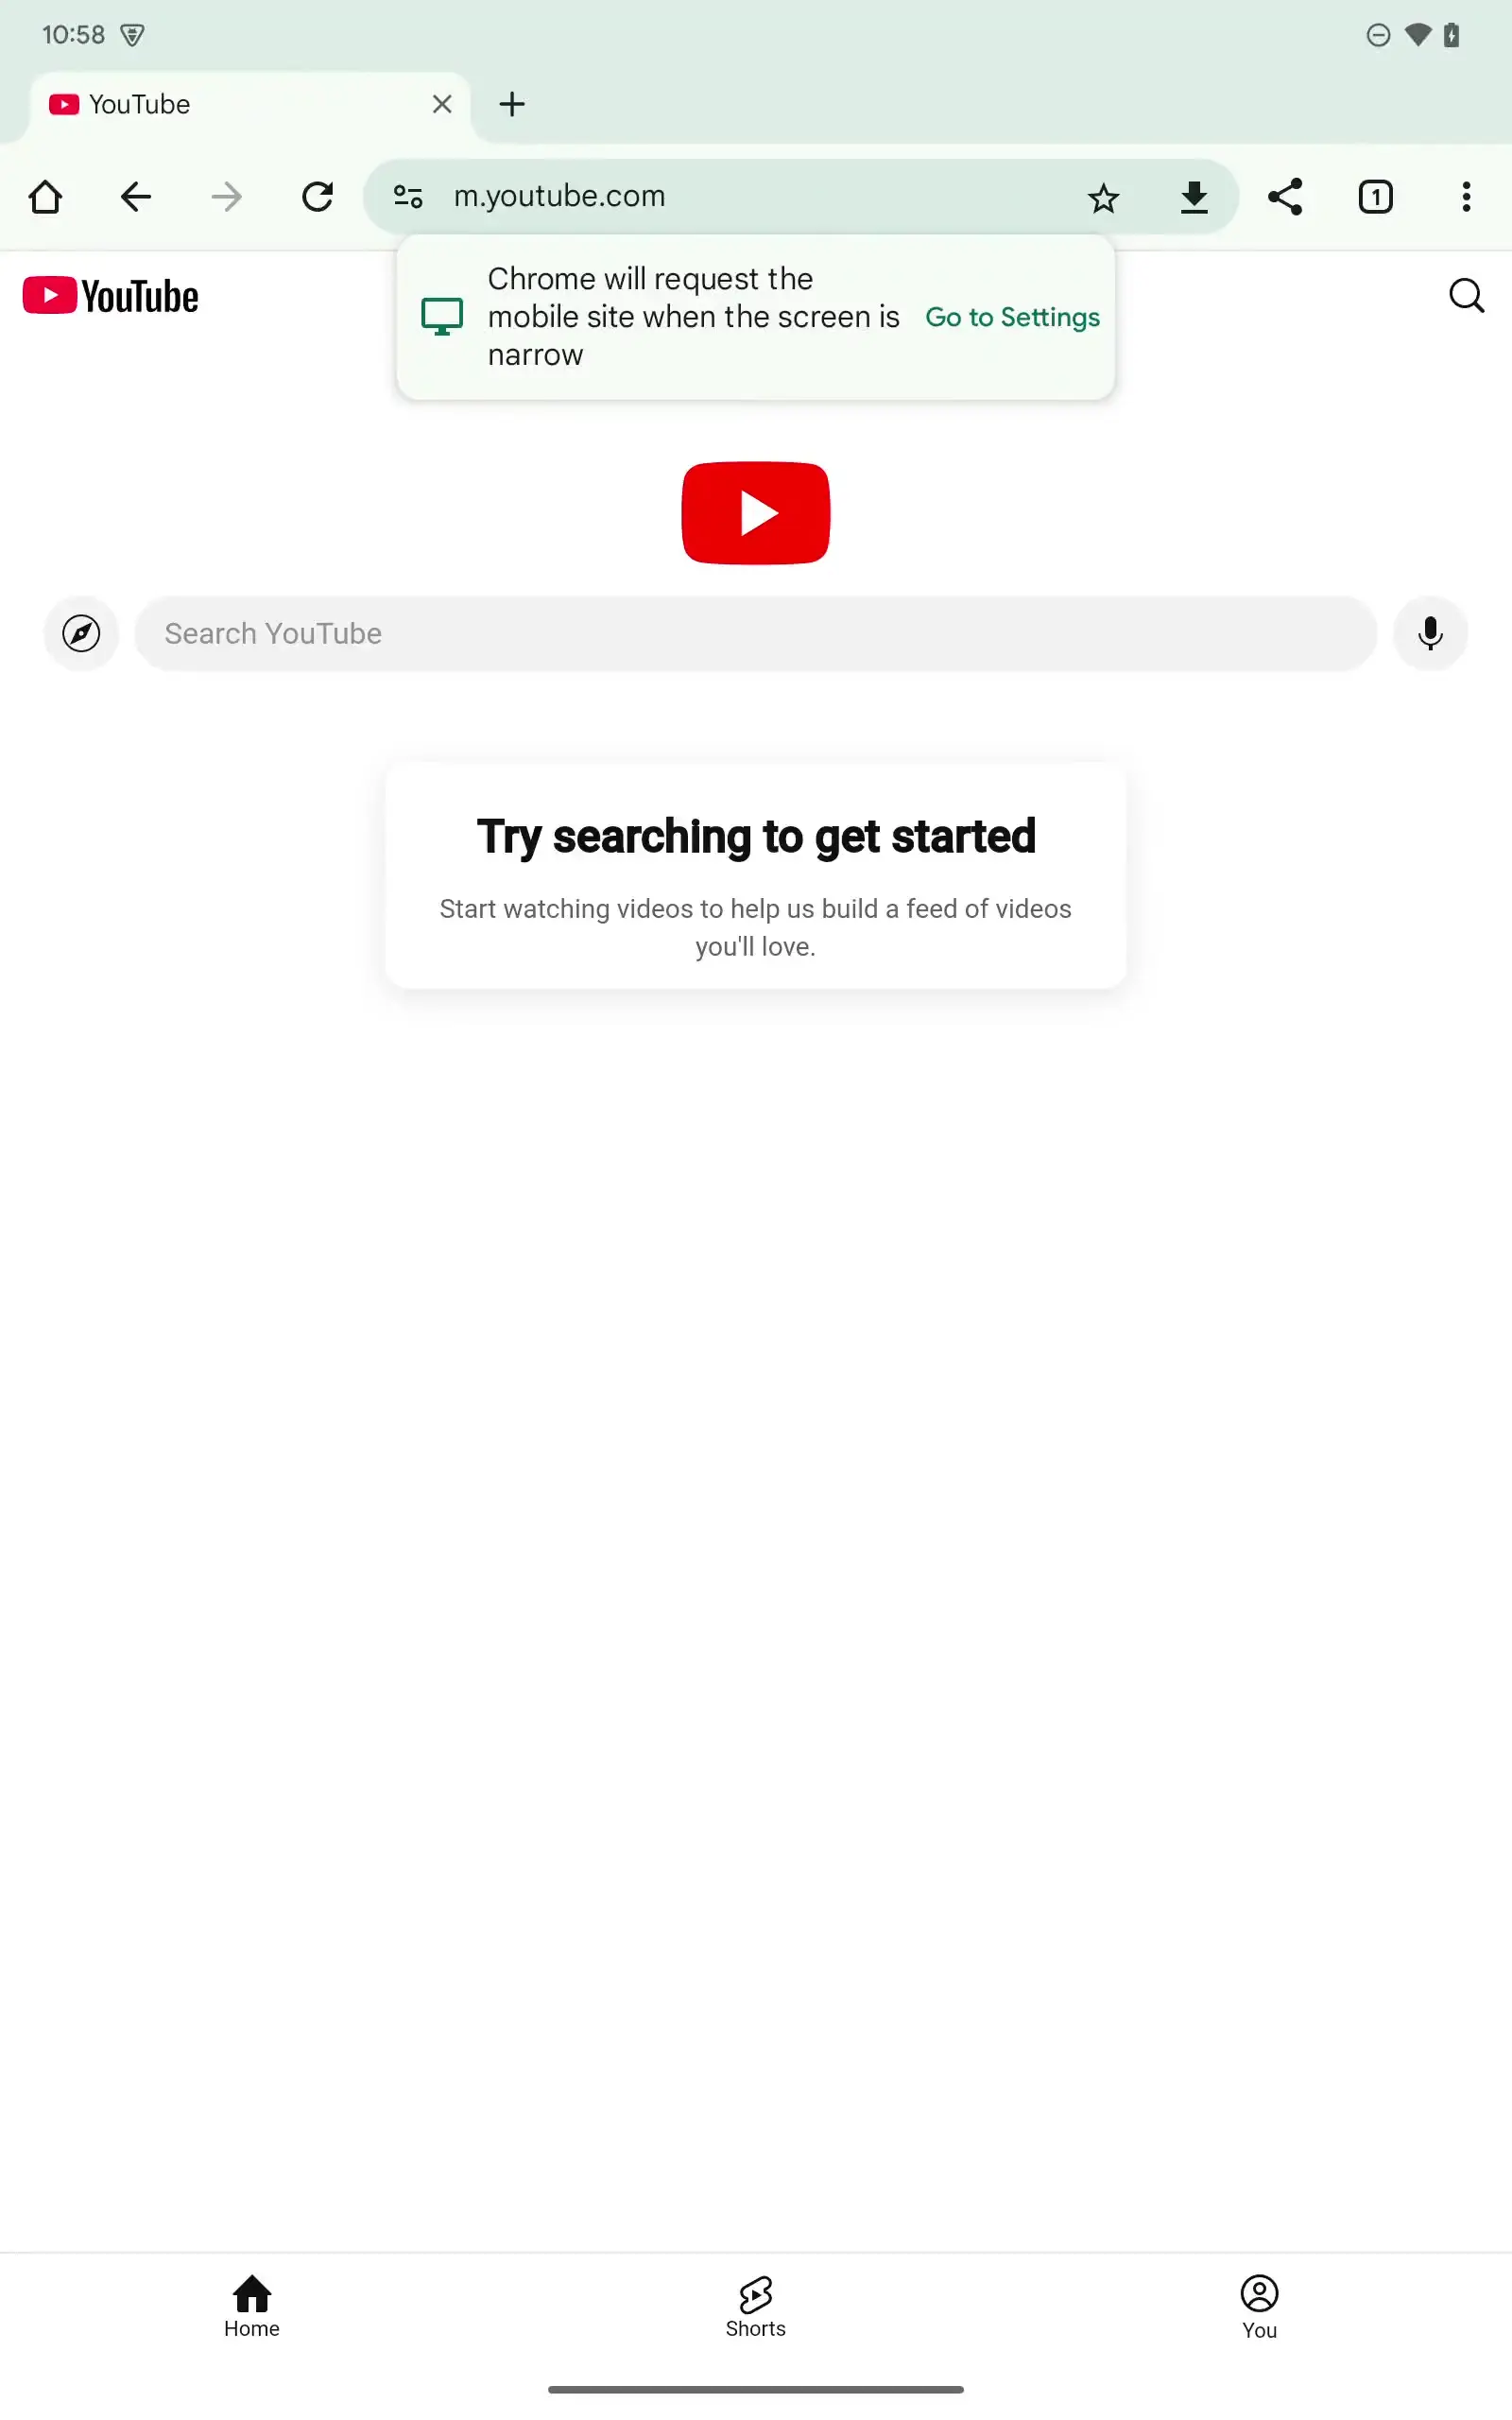 10:58
YouTube
m.youtube.com
1
YouTube
Chrome will request the
mobile site when the screen is
narrow
Go to Settings
Search YouTube
Try searching to get started
Start watching videos to help us build a feed of videos
you'll love.
Home
Shorts
You